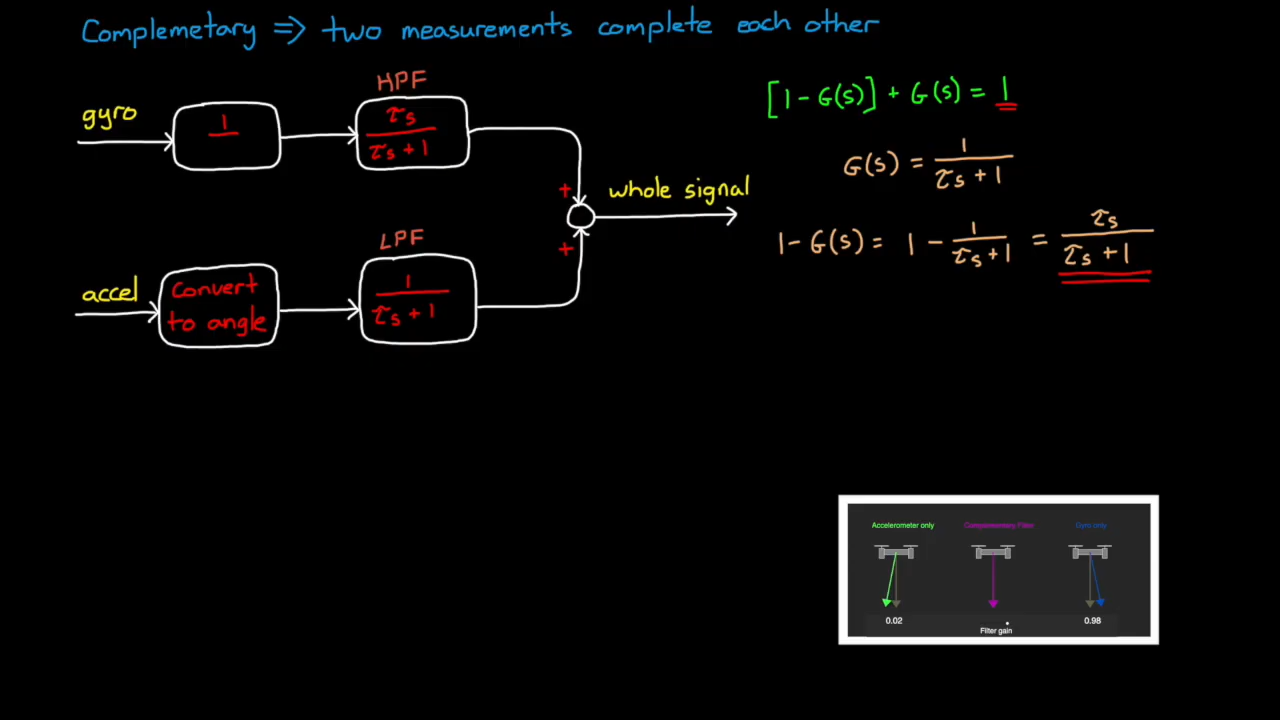 Complemetary => two measurements complete each other
HPF
gyro
1
τs
τs + 1
+
whole signal
LPF
+
accel
Convert
to angle
1
τs + 1
[1 - G(s)] + G(s) = 1
G(s) = 1 / τs + 1
1 - G(s) = 1 - 1 / τs + 1 = τs / τs + 1
Accelerometer only
Complementary Filter
Gyro only
0.02
0.98
Filter gain